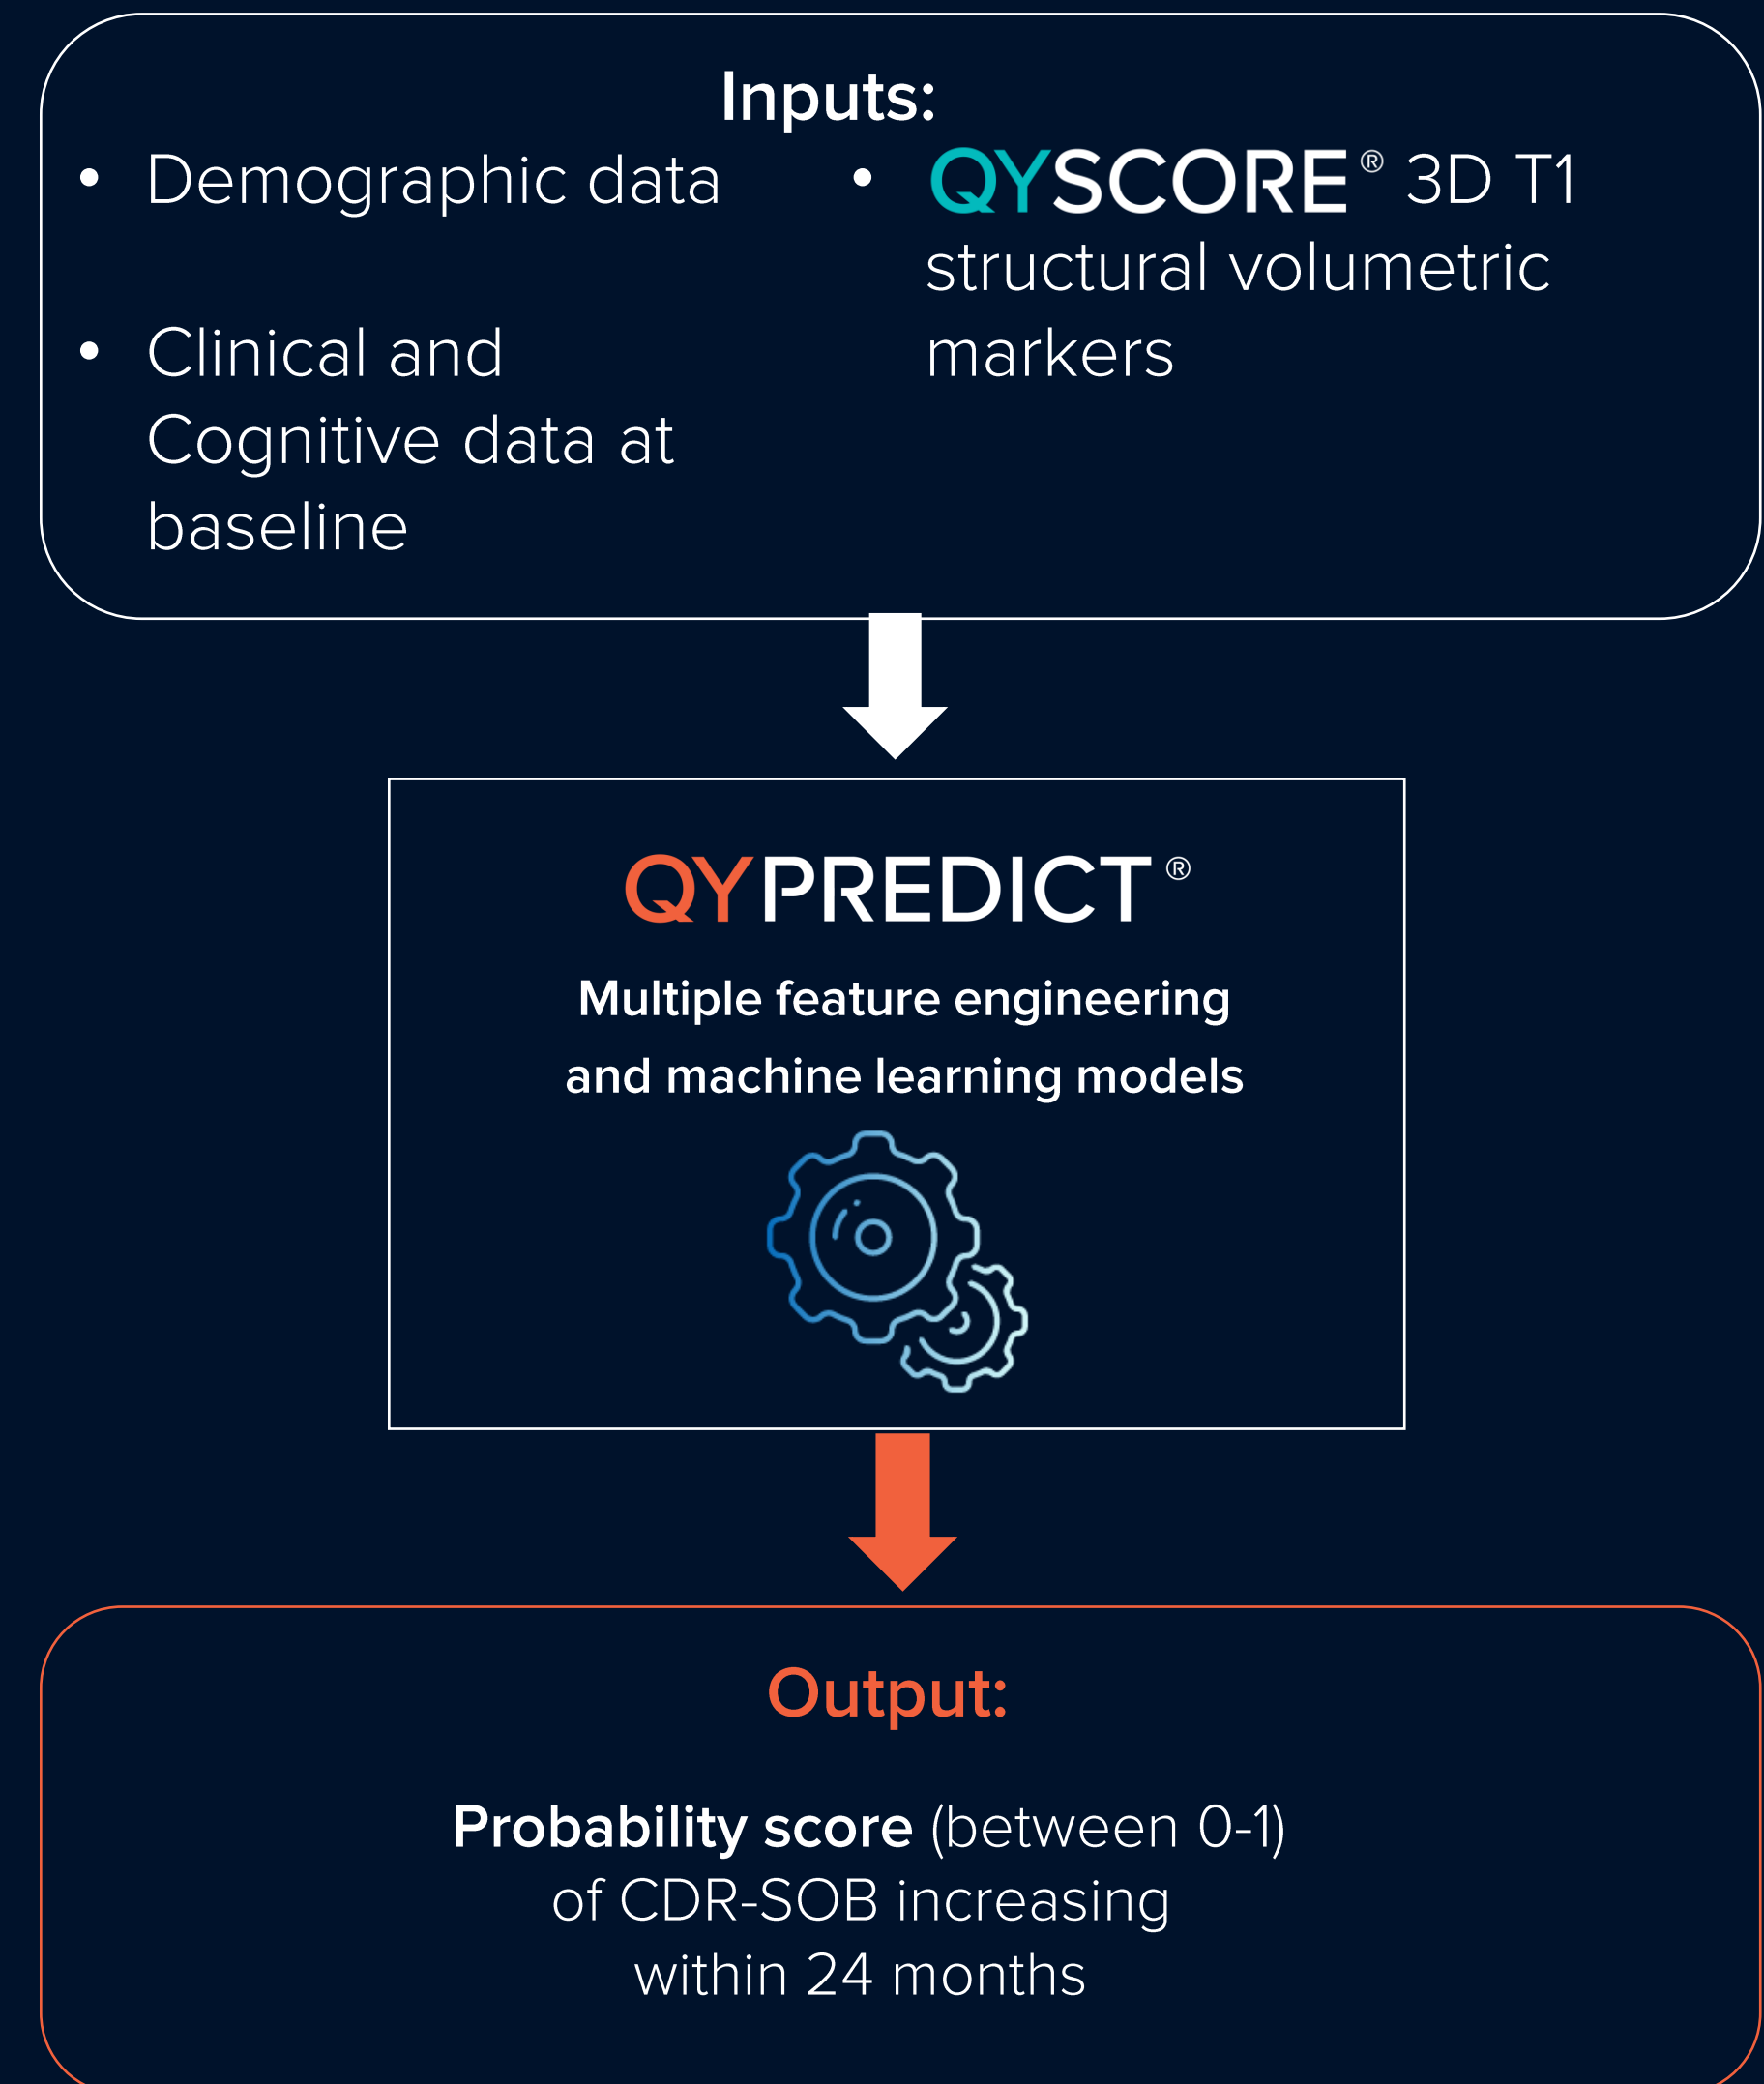 Inputs:
• Demographic data
• Clinical and
Cognitive data at
baseline
• QYSCORE® 3D T1
structural volumetric
markers
QYPREDICT®
Multiple feature engineering
and machine learning models
Output:
Probability score (between 0-1)
of CDR-SOB increasing
within 24 months